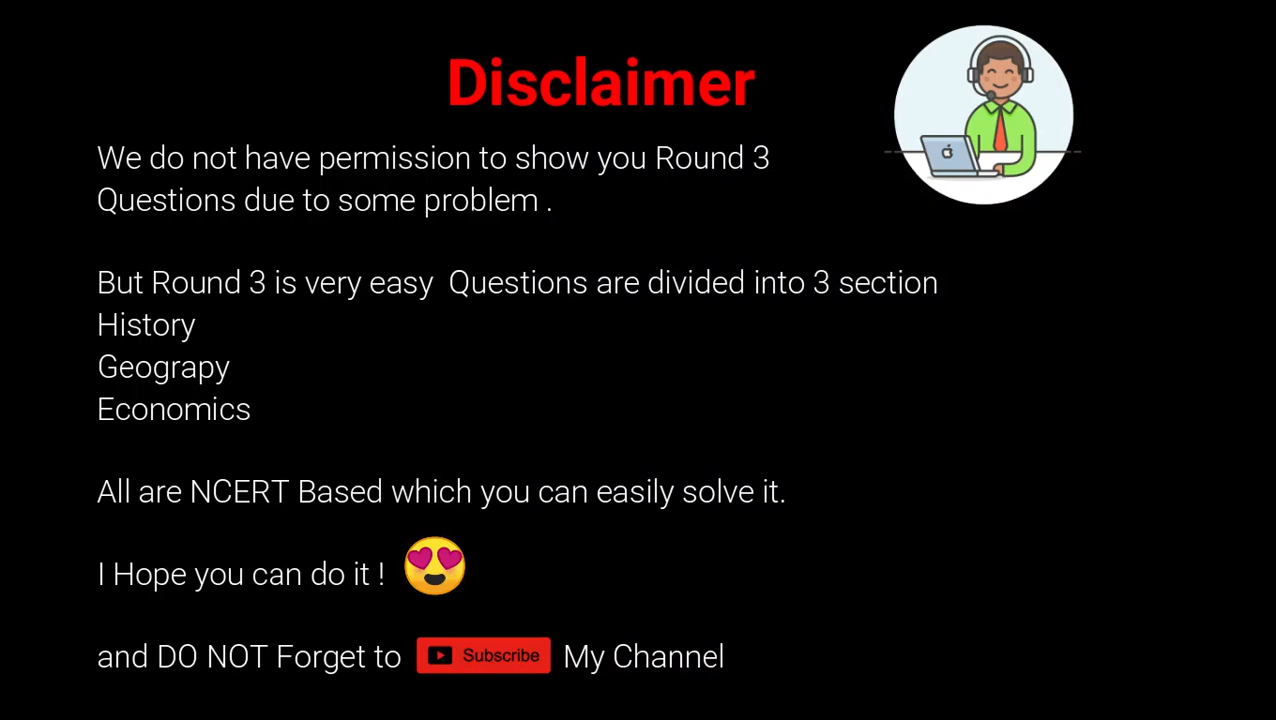 Disclaimer
We do not have permission to show you Round 3
Questions due to some problem .
But Round 3 is very easy  Questions are divided into 3 section
History
Geograpy
Economics
All are NCERT Based which you can easily solve it.
I Hope you can do it !
and DO NOT Forget to Subscribe My Channel